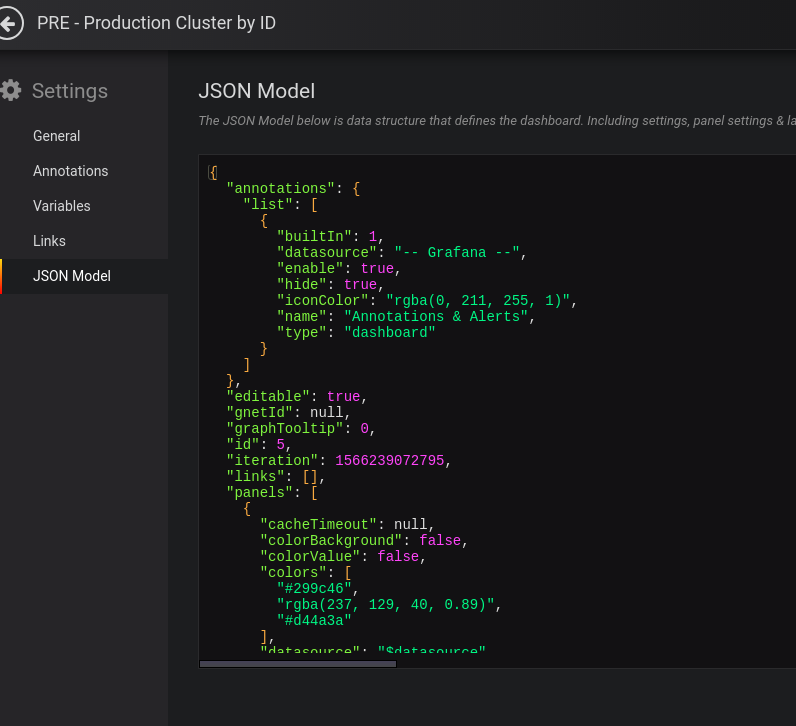 PRE - Production Cluster by ID
Settings
General
Annotations
Variables
Links
JSON Model
JSON Model
The JSON Model below is data structure that defines the dashboard. Including settings, panel settings & la
{
  "annotations": {
    "list": [
      {
        "builtIn": 1,
        "datasource": "-- Grafana --",
        "enable": true,
        "hide": true,
        "iconColor": "rgba(0, 211, 255, 1)",
        "name": "Annotations & Alerts",
        "type": "dashboard"
      }
    ]
  },
  "editable": true,
  "gnetId": null,
  "graphTooltip": 0,
  "id": 5,
  "iteration": 1566239072795,
  "links": [],
  "panels": [
    {
      "cacheTimeout": null,
      "colorBackground": false,
      "colorValue": false,
      "colors": [
        "#299c46",
        "rgba(237, 129, 40, 0.89)",
        "#d44a3a"
      ],
      "datasource": "$datasource"